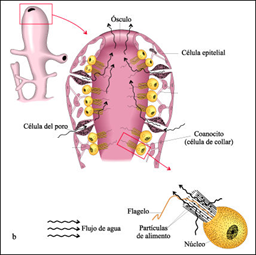 Ósculo
Célula epitelial
Célula del poro
Coanocito
(célula de collar)
Flagelo
Partículas
de alimento
Núcleo
Flujo de agua
b